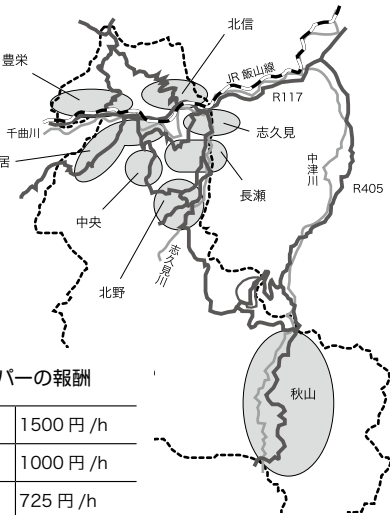 北信
豊栄
JR 飯山線
R117
千曲川
志久見
居
中津川
長瀬
R405
中央
志久見川
北野
パーの報酬
秋山
1500 円 /h
1000 円 /h
725 円 /h